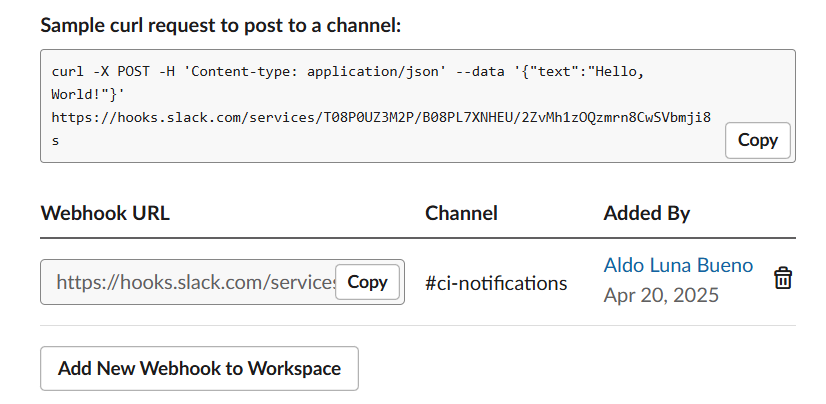 Sample curl request to post to a channel:
curl -X POST -H 'Content-type: application/json' --data '{"text":"Hello,
World!"}'
https://hooks.slack.com/services/T08P0UZ3M2P/B08PL7XNHEU/2ZvMh1zOQzmrn8CwSVbmji8
s
Copy
Webhook URL Channel Added By
https://hooks.slack.com/services Copy #ci-notifications Aldo Luna Bueno
Apr 20, 2025
Add New Webhook to Workspace